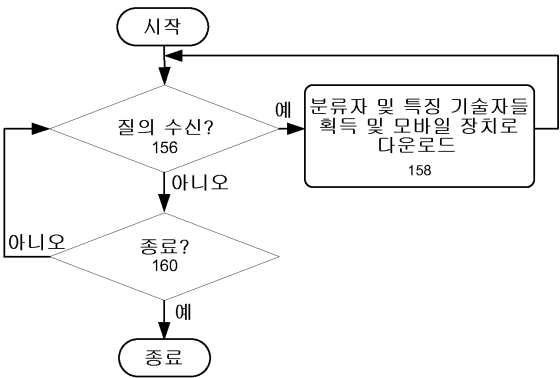 시작
질의 수신?
156
예
분류자 및 특징 기술자들
획득 및 모바일 장치로
다운로드
158
아니오
아니오
종료?
160
예
종료